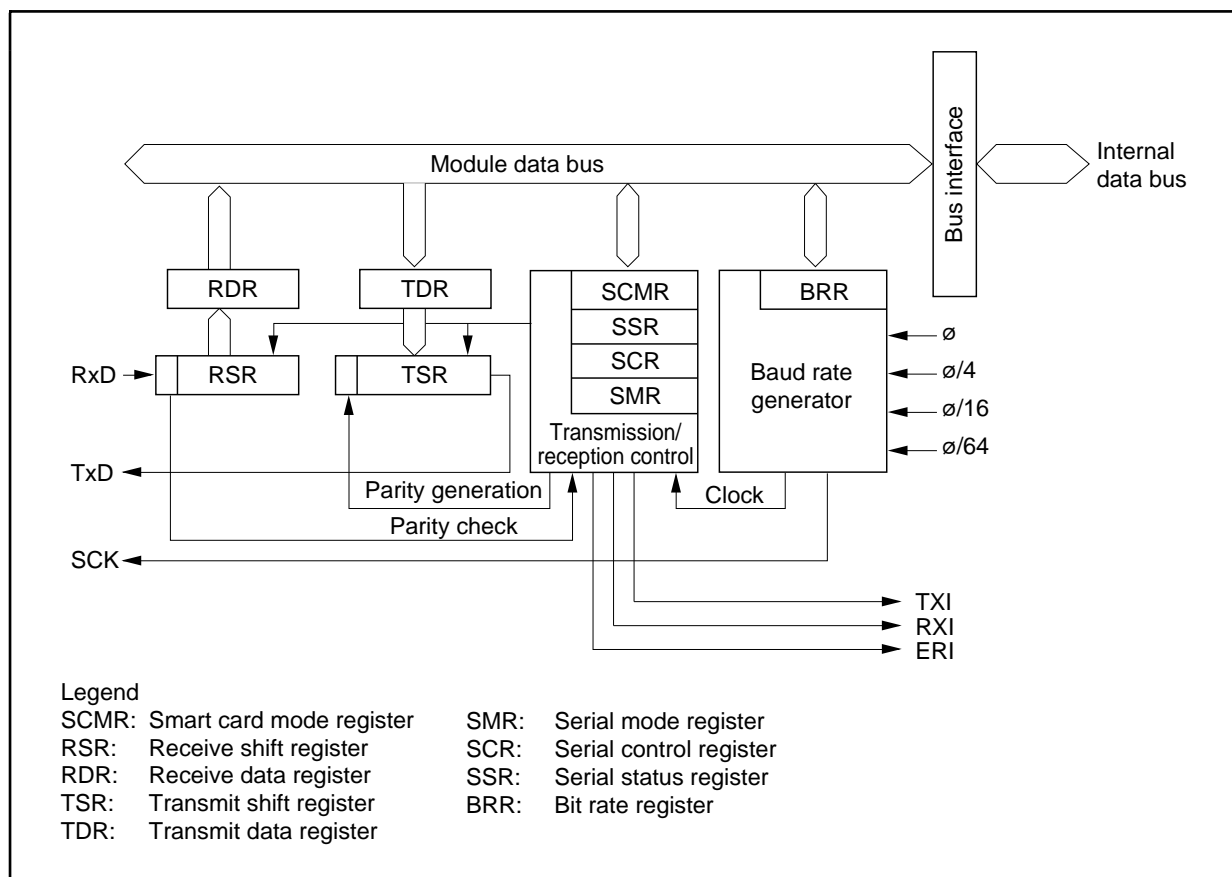 Module data bus
Bus interface
Internal
data bus
RDR
TDR
SCMR
SSR
SCR
SMR
Transmission/
reception control
BRR
Baud rate
generator
ø
ø/4
ø/16
ø/64
RxD
RSR
TSR
TxD
Parity generation
Parity check
Clock
SCK
TXI
RXI
ERI
Legend
SCMR: Smart card mode register
RSR: Receive shift register
RDR: Receive data register
TSR: Transmit shift register
TDR: Transmit data register
SMR: Serial mode register
SCR: Serial control register
SSR: Serial status register
BRR: Bit rate register